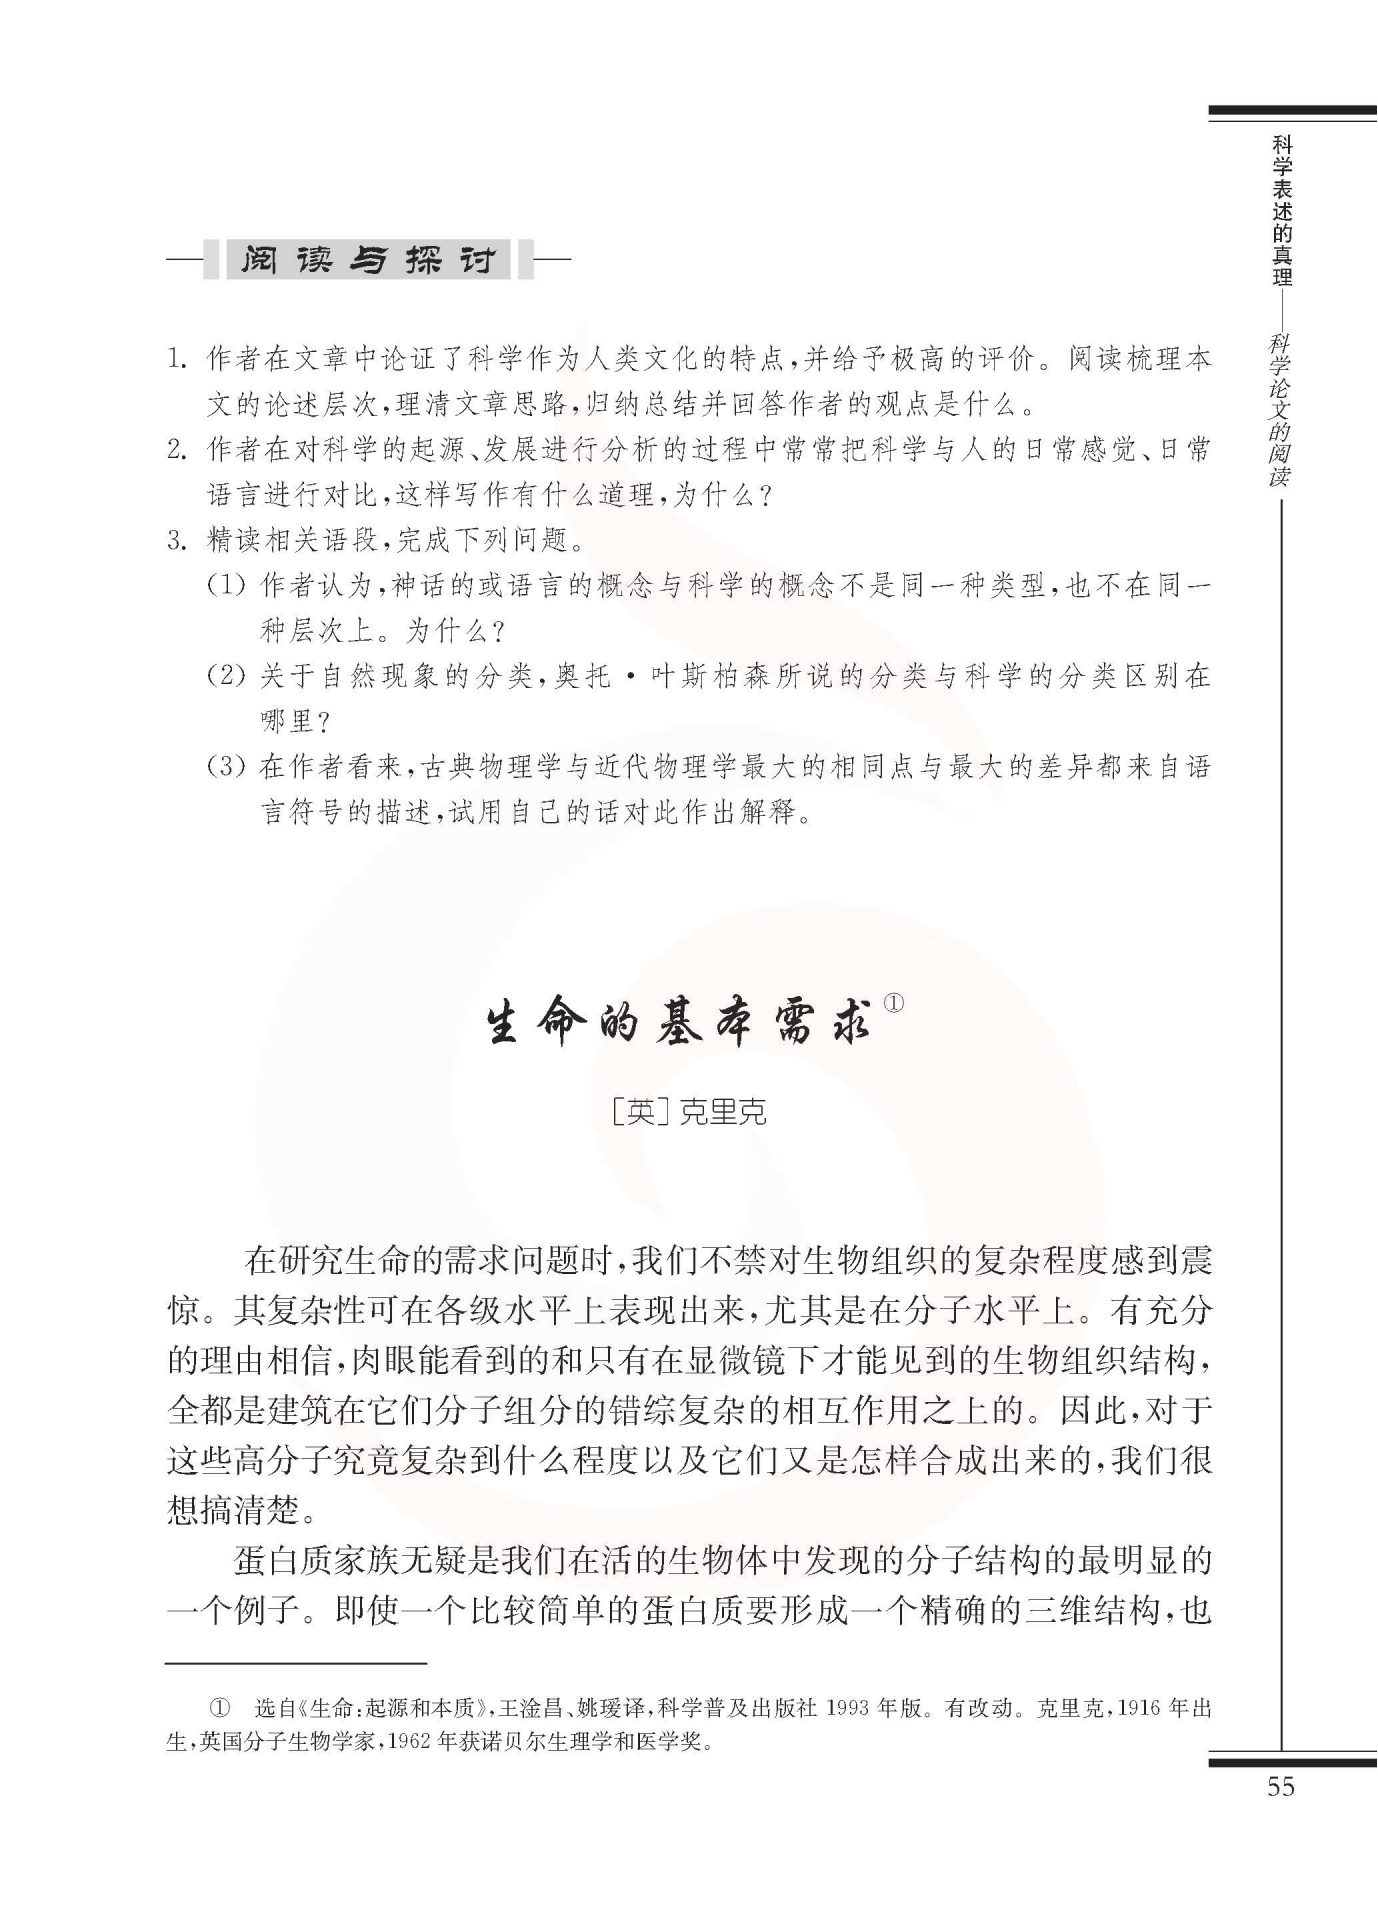 科学表述的真理——科学论文的阅读
阅读与探讨
1. 作者在文章中论证了科学作为人类文化的特点,并给予极高的评价。阅读梳理本
文的论述层次,理清文章思路,归纳总结并回答作者的观点是什么。
2. 作者在对科学的起源、发展进行分析的过程中常常把科学与人的日常感觉、日常
语言进行对比,这样写作有什么道理,为什么?
3. 精读相关语段,完成下列问题。
(1) 作者认为,神话的或语言的概念与科学的概念不是同一种类型,也不在同一
种层次上。为什么?
(2) 关于自然现象的分类,奥托·叶斯柏森所说的分类与科学的分类区别在
哪里?
(3) 在作者看来,古典物理学与近代物理学最大的相同点与最大的差异都来自语
言符号的描述,试用自己的话对此作出解释。
生命的基本需求①
[英] 克里克
在研究生命的需求问题时,我们不禁对生物组织的复杂程度感到震
惊。其复杂性可在各级水平上表现出来,尤其是在分子水平上。有充分
的理由相信,肉眼能看到的和只有在显微镜下才能见到的生物组织结构,
全都是建筑在它们分子组分的错综复杂的相互作用之上的。因此,对于
这些高分子究竟复杂到什么程度以及它们又是怎样合成出来的,我们很
想搞清楚。
蛋白质家族无疑是我们在活的生物体中发现的分子结构的最明显的
一个例子。即使一个比较简单的蛋白质要形成一个精确的三维结构,也
① 选自《生命:起源和本质》,王淦昌、姚瑷译,科学普及出版社 1993 年版。有改动。克里克,1916 年出
生,英国分子生物学家,1962 年获诺贝尔生理学和医学奖。
55